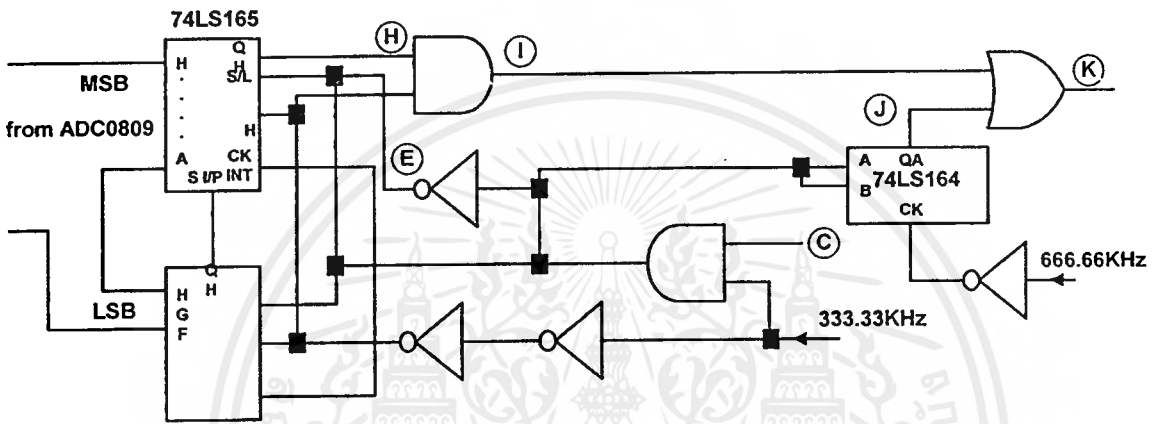 74LS165
H
Q
H
S/L
MSB
from ADC0809
H
A
CK
S I/P
INT
H
I
K
J
E
A
QA
B
74LS164
CK
C
666.66KHz
333.33KHz
Q
H
H
G
F
LSB